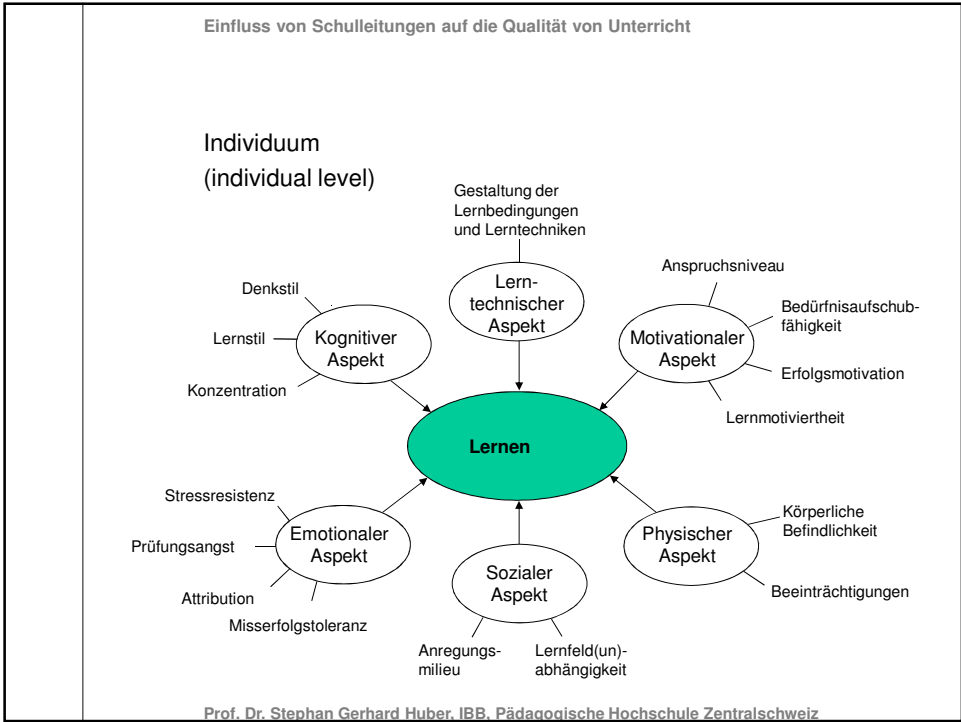 Einfluss von Schulleitungen auf die Qualität von Unterricht
Individuum
(individual level)
Gestaltung der
Lernbedingungen
und Lerntechniken
Lern-
technischer
Aspekt
Denkstil
Lernstil
Konzentration
Kognitiver
Aspekt
Anspruchsniveau
Bedürfnisaufschub-
fähigkeit
Erfolgsmotivation
Lernmotiviertheit
Motivationaler
Aspekt
Lernen
Stressresistenz
Prüfungsangst
Attribution
Misserfolgstoleranz
Emotionaler
Aspekt
Sozialer
Aspekt
Anregungs-
milieu
Lernfeld(un)-
abhängigkeit
Physischer
Aspekt
Körperliche
Befindlichkeit
Beeinträchtigungen
Prof. Dr. Stephan Gerhard Huber, IBB, Pädagogische Hochschule Zentralschweiz